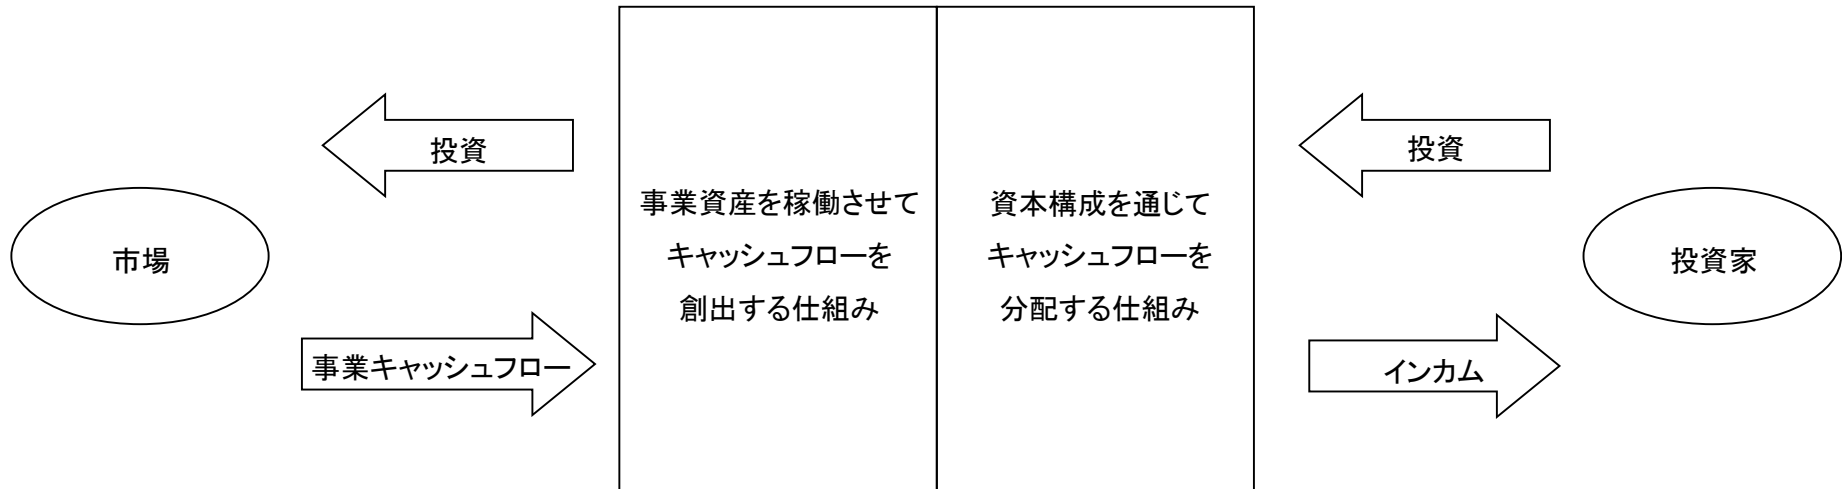 市場
投資
事業キャッシュフロー
事業資産を稼働させて
キャッシュフローを
創出する仕組み
資本構成を通じて
キャッシュフローを
分配する仕組み
投資
インカム
投資家